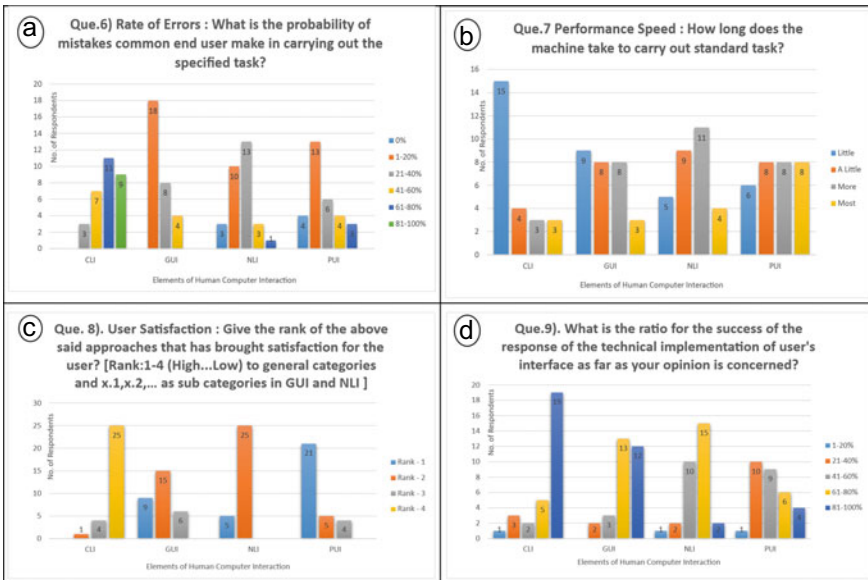 a
Que.6) Rate of Errors : What is the probability of
mistakes common end user make in carrying out the
specified task?
No. of Respondents
20
18
16
14
12
10
8
6
4
2
0
3
7
11
9
18
8
4
3
10
13
3
1
4
13
6
4
3
CLI
GUI
NLI
PUI
Elements of Human Computer Interaction
0%
1-20%
21-40%
41-60%
61-80%
81-100%
b
Que.7 Performance Speed : How long does the
machine take to carry out standard task?
No. of Respondents
16
14
12
10
8
6
4
2
0
15
4
3
3
9
8
8
3
5
9
11
4
6
8
8
8
CLI
GUI
NLI
PUI
Elements of Human Computer Interaction
Little
A Little
More
Most
c
Que. 8). User Satisfaction : Give the rank of the above
said approaches that has brought satisfaction for the
user? [Rank:1-4 (High...Low) to general categories
and x.1,x.2,... as sub categories in GUI and NLI ]
No. of Respondents
30
25
20
15
10
5
0
1
4
25
9
15
6
5
25
21
5
4
CLI
GUI
NLI
PUI
Elements of Human Computer Interaction
Rank - 1
Rank - 2
Rank - 3
Rank - 4
d
Que.9). What is the ratio for the success of the
response of the technical implementation of user's
interface as far as your opinion is concerned?
No. of Respondents
20
18
16
14
12
10
8
6
4
2
0
1
3
2
5
19
2
3
13
12
1
2
10
15
2
1
10
9
6
4
CLI
GUI
NLI
PUI
Elements of Human Computer Interaction
1-20%
21-40%
41-60%
61-80%
81-100%